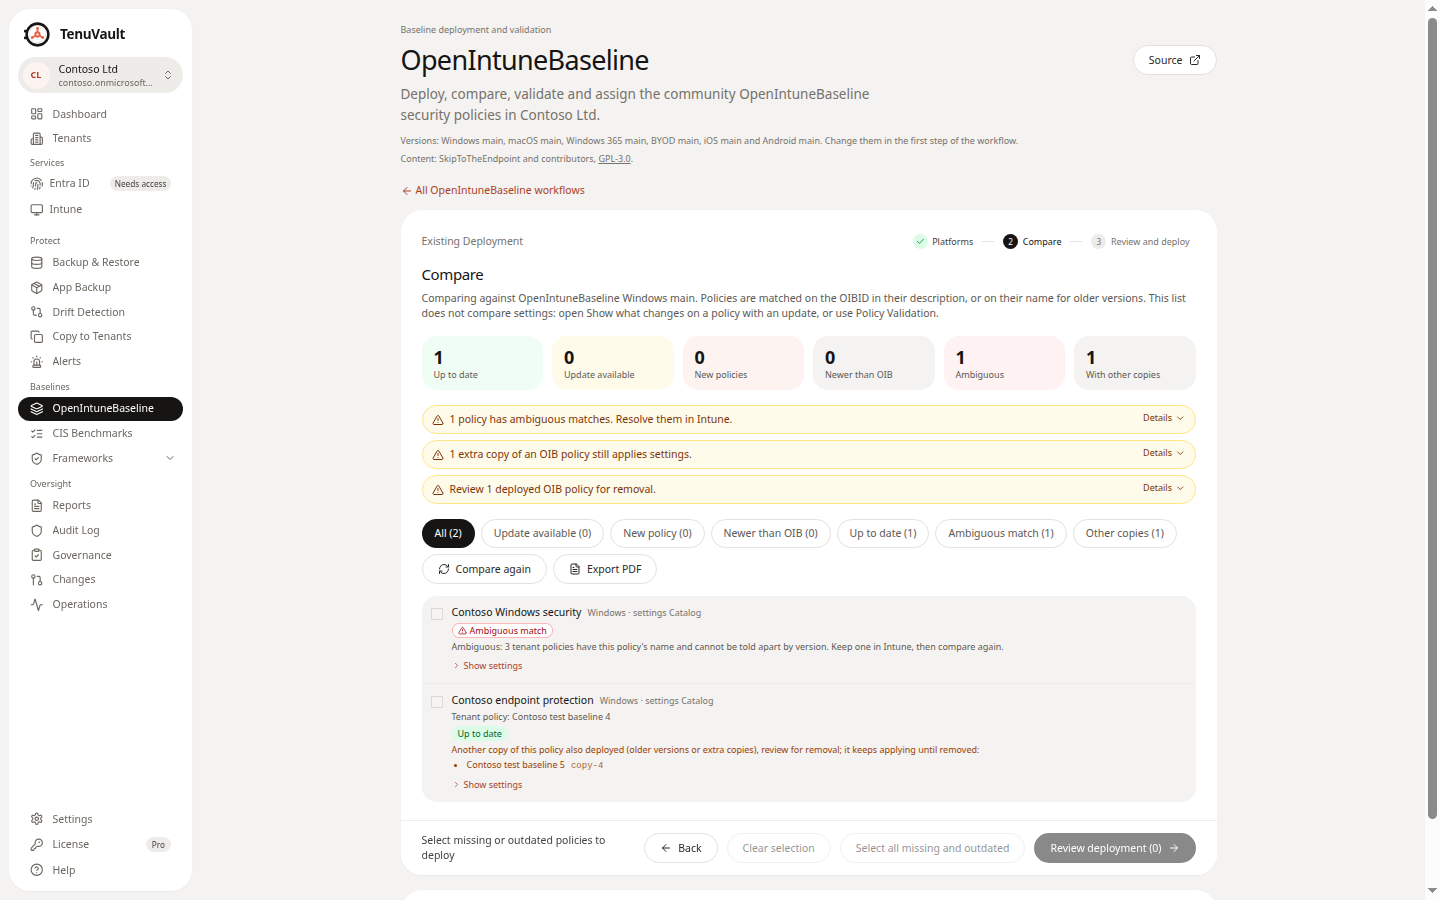 TenuVault
CL
Contoso Ltd
contoso.onmicrosoft...
Dashboard
Tenants
Services
Entra ID
Needs access
Intune
Protect
Backup & Restore
App Backup
Drift Detection
Copy to Tenants
Alerts
Baselines
OpenIntuneBaseline
CIS Benchmarks
Frameworks
Oversight
Reports
Audit Log
Governance
Changes
Operations
Settings
License
Pro
Help
Baseline deployment and validation
OpenIntuneBaseline
Source
Deploy, compare, validate and assign the community OpenIntuneBaseline
security policies in Contoso Ltd.
Versions: Windows main, macOS main, Windows 365 main, BYOD main, iOS main and Android main. Change them in the first step of the workflow.
Content: SkipToTheEndpoint and contributors, GPL-3.0.
All OpenIntuneBaseline workflows
Existing Deployment
Platforms
2 Compare
3 Review and deploy
Compare
Comparing against OpenIntuneBaseline Windows main. Policies are matched on the OIBID in their description, or on their name for older versions. This list
does not compare settings: open Show what changes on a policy with an update, or use Policy Validation.
1
Up to date
0
Update available
0
New policies
0
Newer than OIB
1
Ambiguous
1
With other copies
1 policy has ambiguous matches. Resolve them in Intune.
Details
1 extra copy of an OIB policy still applies settings.
Details
Review 1 deployed OIB policy for removal.
Details
All (2)
Update available (0)
New policy (0)
Newer than OIB (0)
Up to date (1)
Ambiguous match (1)
Other copies (1)
Compare again
Export PDF
Contoso Windows security Windows · settings Catalog
Ambiguous match
Ambiguous: 3 tenant policies have this policy's name and cannot be told apart by version. Keep one in Intune, then compare again.
Show settings
Contoso endpoint protection Windows · settings Catalog
Tenant policy: Contoso test baseline 4
Up to date
Another copy of this policy also deployed (older versions or extra copies), review for removal; it keeps applying until removed:
• Contoso test baseline 5 copy-4
Show settings
Select missing or outdated policies to
deploy
Back
Clear selection
Select all missing and outdated
Review deployment (0)